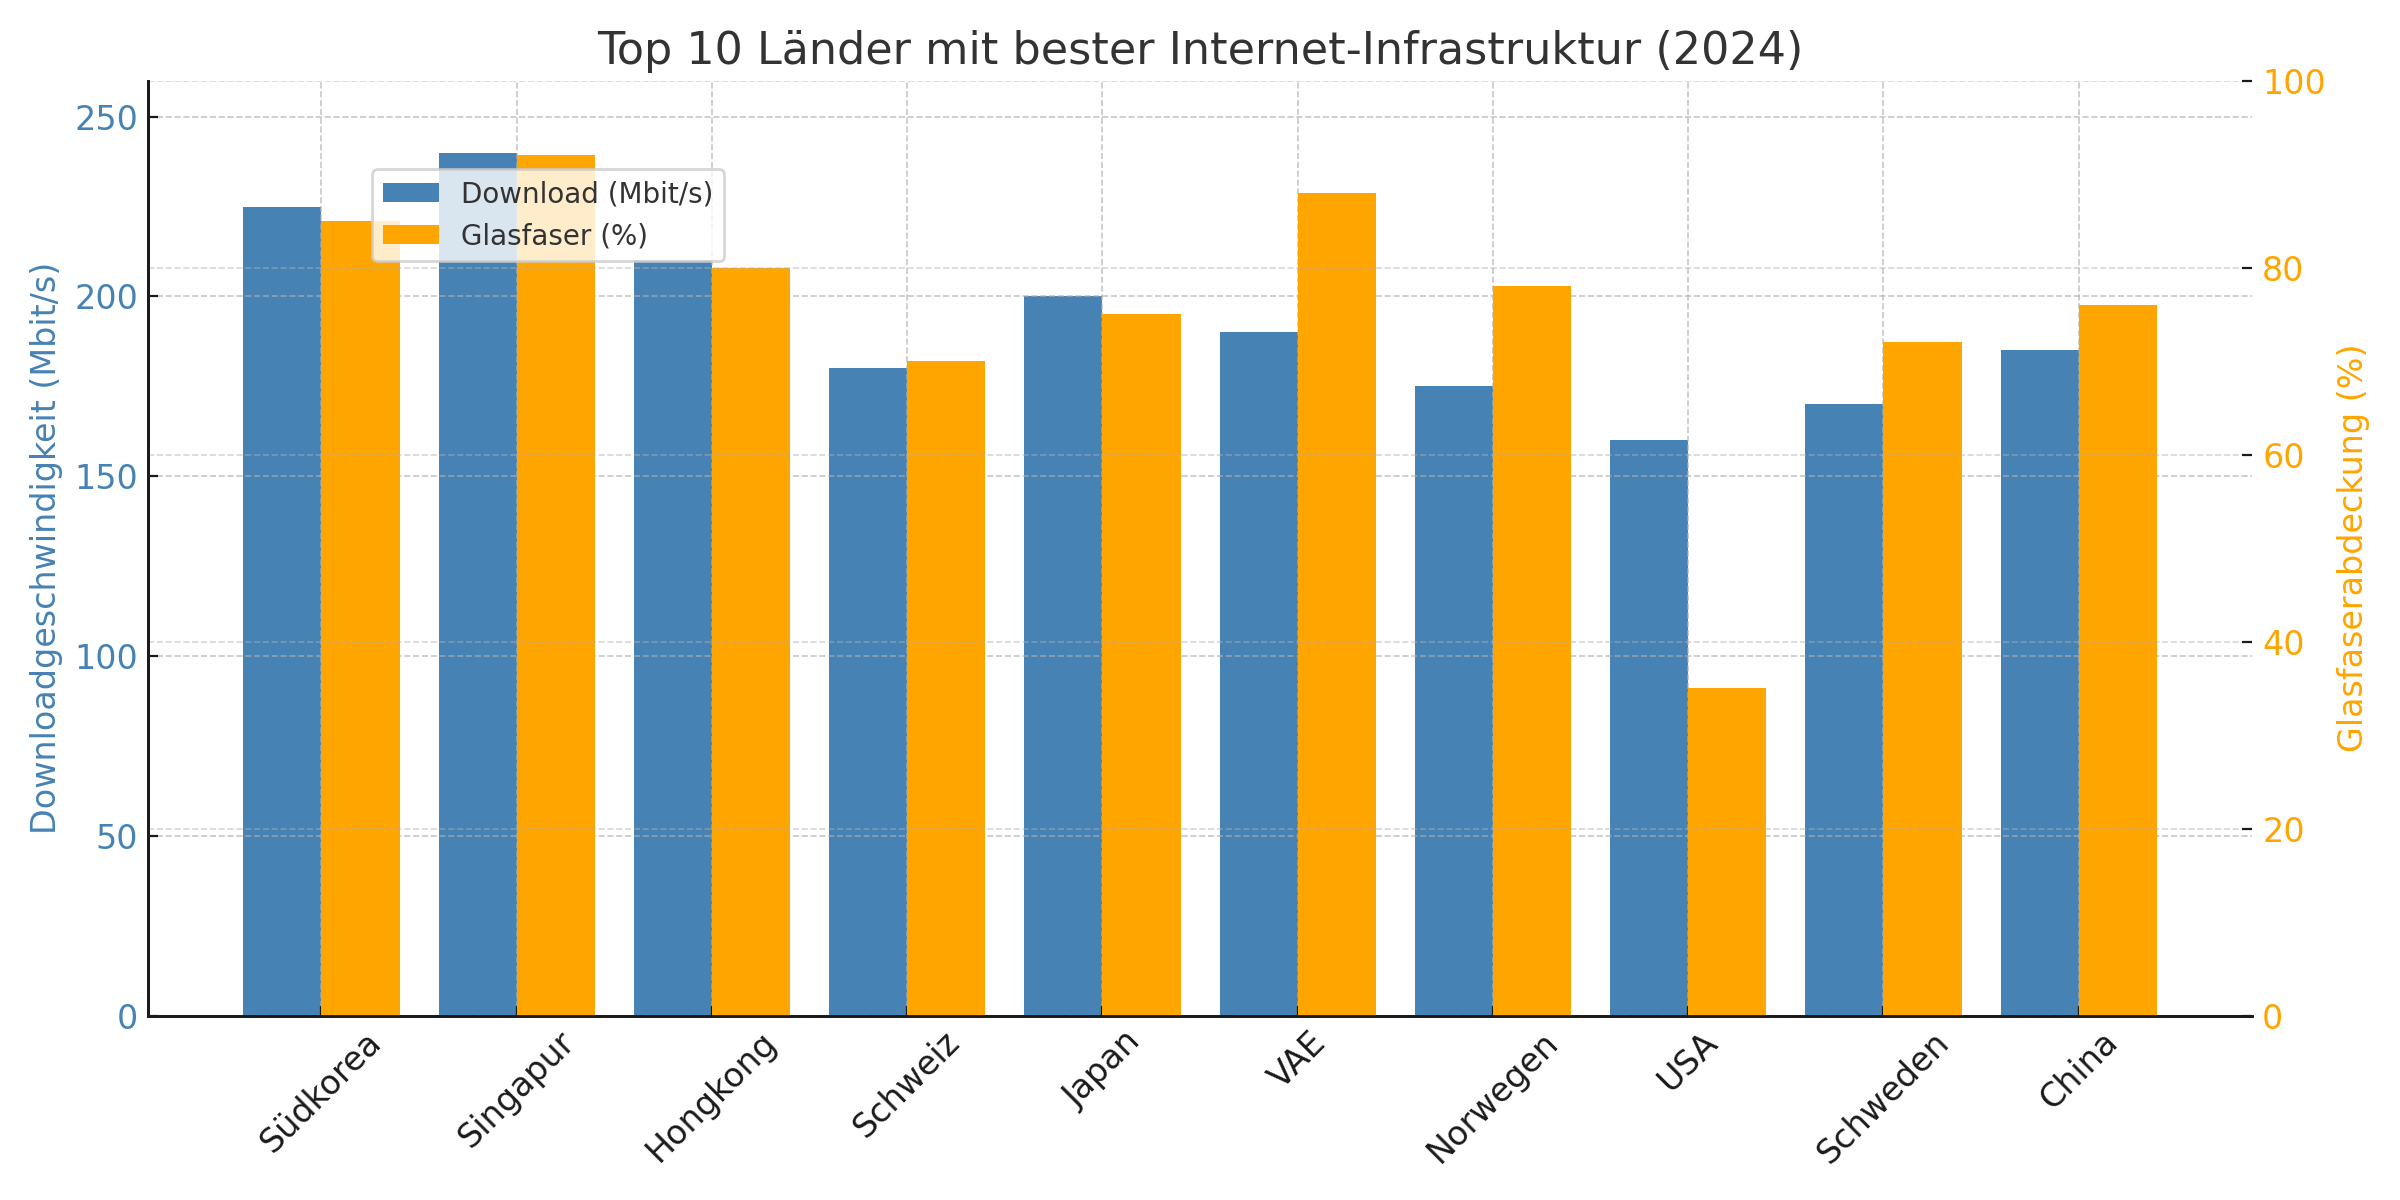 Top 10 Länder mit bester Internet-Infrastruktur (2024)
Downloadgeschwindigkeit (Mbit/s)
250
200
150
100
50
0
Download (Mbit/s)
Glasfaser (%)
100
80
60
40
20
0
Glasfaserabdeckung (%)
Südkorea
Singapur
Hongkong
Schweiz
Japan
VAE
Norwegen
USA
Schweden
China